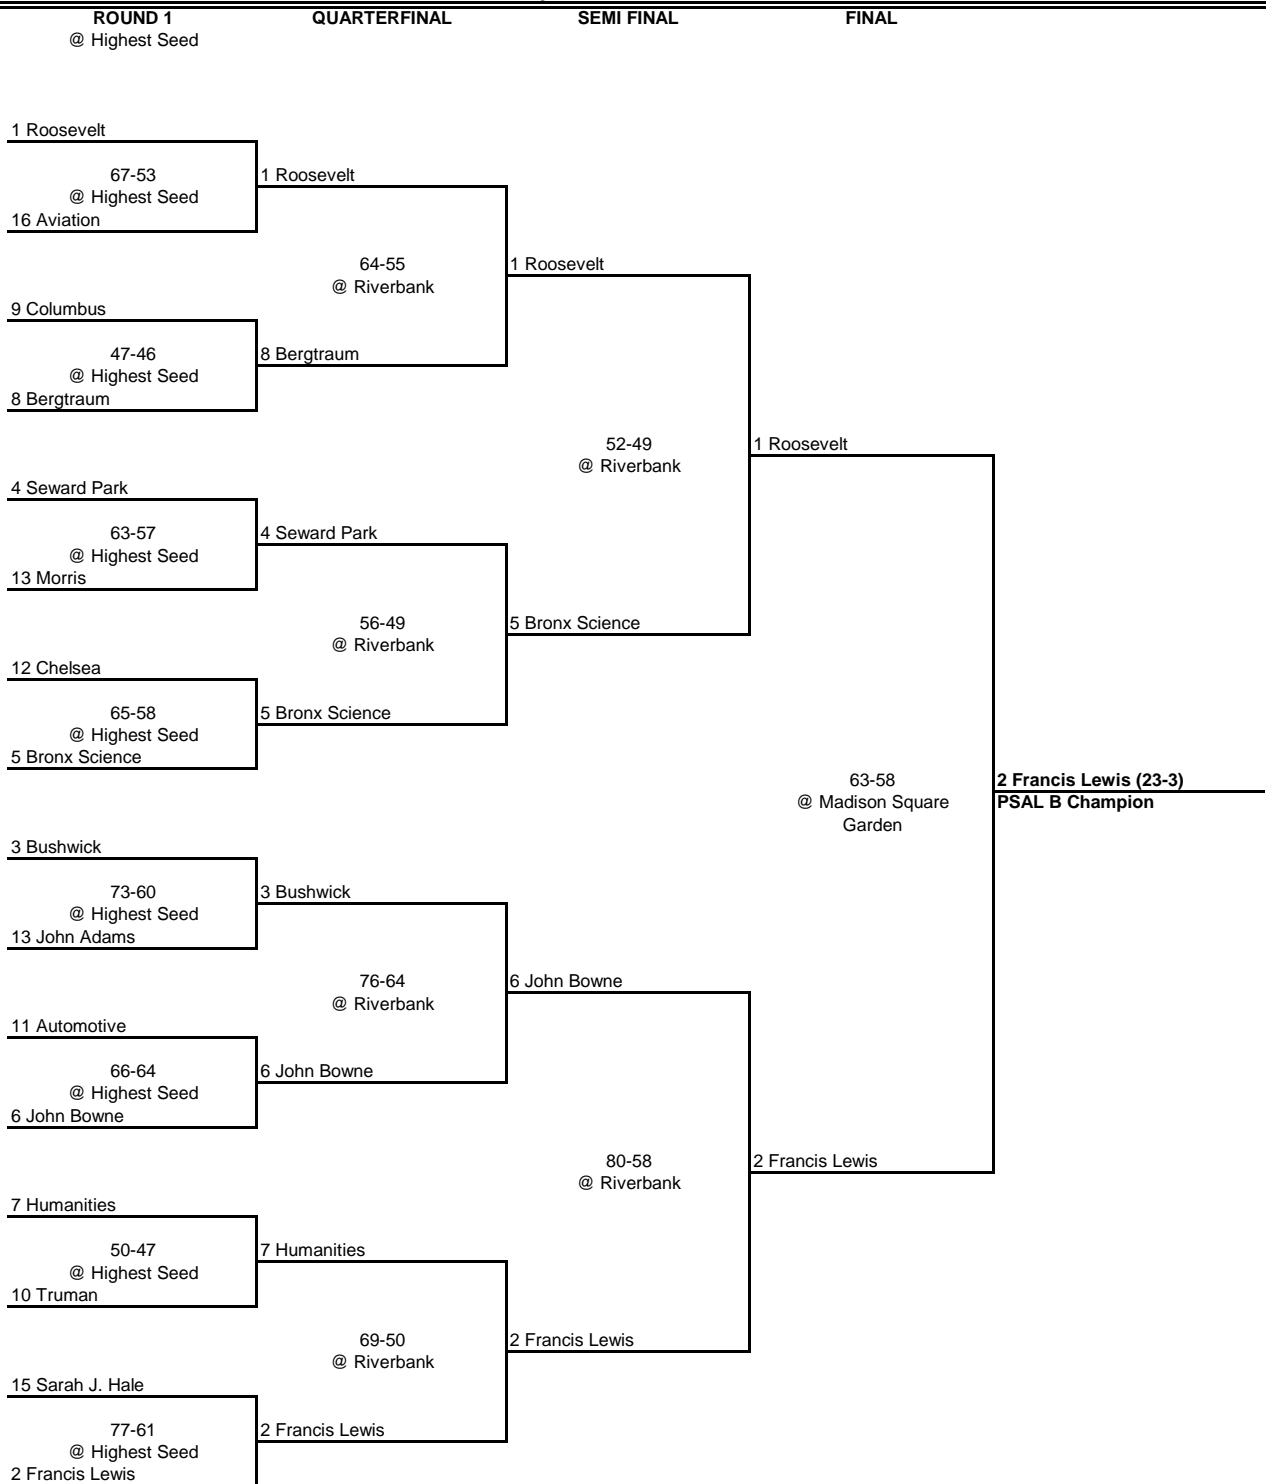 ROUND 1 QUARTERFINAL SEMI FINAL FINAL
@ Highest Seed
1 Roosevelt
67-53 1 Roosevelt
@ Highest Seed
16 Aviation
64-55 1 Roosevelt
@ Riverbank
9 Columbus
47-46 8 Bergtraum
@ Highest Seed
8 Bergtraum
52-49 1 Roosevelt
@ Riverbank
4 Seward Park
63-57 4 Seward Park
@ Highest Seed
13 Morris
56-49 5 Bronx Science
@ Riverbank
12 Chelsea
65-58 5 Bronx Science
@ Highest Seed
5 Bronx Science
63-58 2 Francis Lewis (23-3)
@ Madison Square PSAL B Champion
Garden
3 Bushwick
73-60 3 Bushwick
@ Highest Seed
13 John Adams
76-64 6 John Bowne
@ Riverbank
11 Automotive
66-64 6 John Bowne
@ Highest Seed
6 John Bowne
80-58 2 Francis Lewis
@ Riverbank
7 Humanities
50-47 7 Humanities
@ Highest Seed
10 Truman
69-50 2 Francis Lewis
@ Riverbank
15 Sarah J. Hale
77-61 2 Francis Lewis
@ Highest Seed
2 Francis Lewis